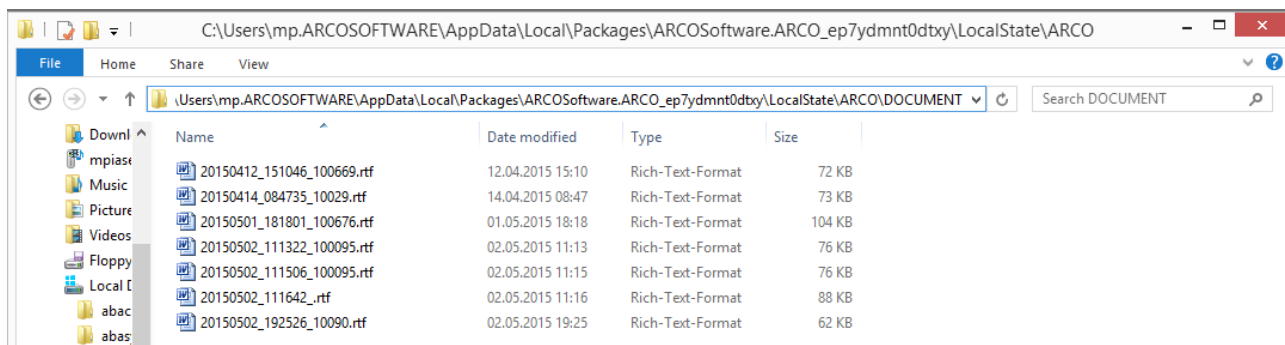 C:\Users\mp.ARCOSOFTWARE\AppData\Local\Packages\ARCOSoftware.ARCO_ep7ydmnt0dtxy\LocalState\ARCO
File Home Share View
\Users\mp.ARCOSOFTWARE\AppData\Local\Packages\ARCOSoftware.ARCO_ep7ydmnt0dtxy\LocalState\ARCO\DOCUMENT Search DOCUMENT
Downl Name Date modified Type Size
mpiase 20150412_151046_100669.rtf 12.04.2015 15:10 Rich-Text-Format 72 KB
Music 20150414_084735_10029.rtf 14.04.2015 08:47 Rich-Text-Format 73 KB
Picture 20150501_181801_100676.rtf 01.05.2015 18:18 Rich-Text-Format 104 KB
Videos 20150502_111322_100095.rtf 02.05.2015 11:13 Rich-Text-Format 76 KB
Floppy 20150502_111506_100095.rtf 02.05.2015 11:15 Rich-Text-Format 76 KB
Local D 20150502_111642_.rtf 02.05.2015 11:16 Rich-Text-Format 88 KB
abac 20150502_192526_10090.rtf 02.05.2015 19:25 Rich-Text-Format 62 KB
abas